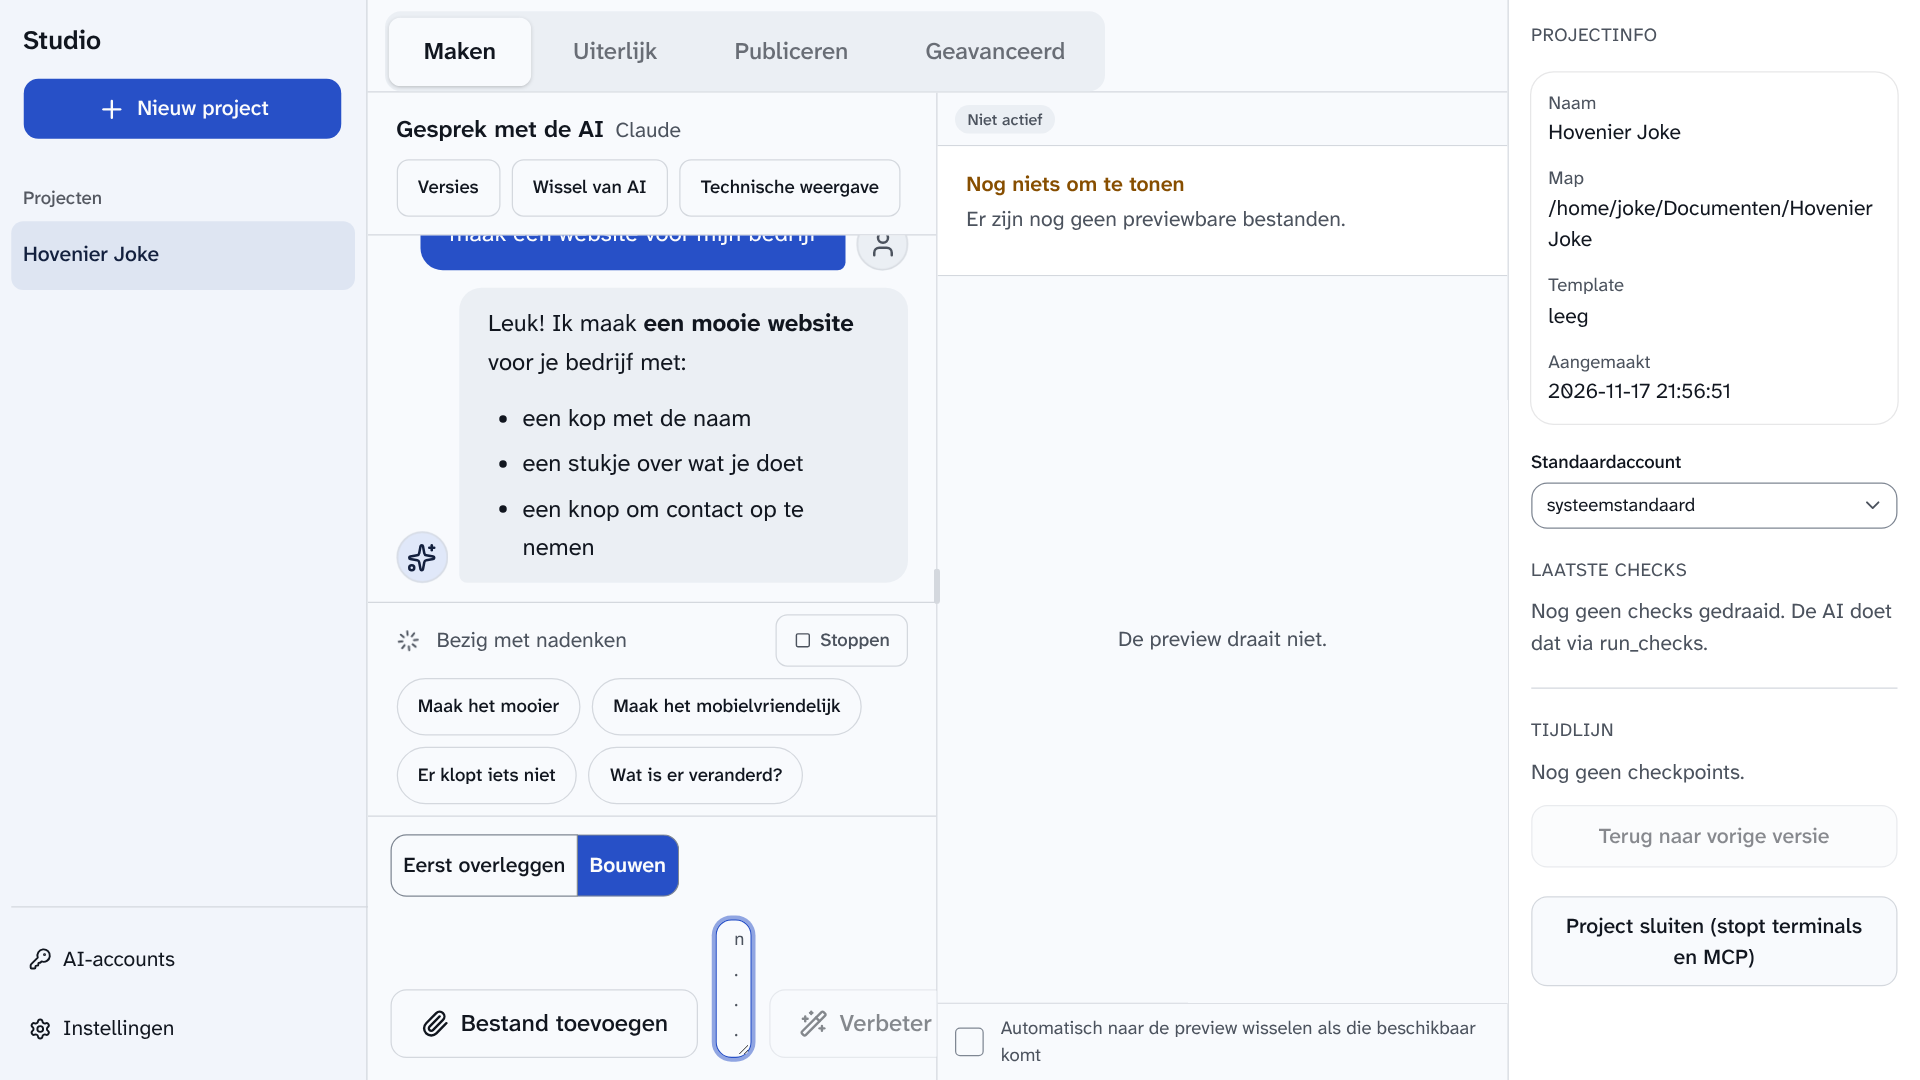 Studio
Nieuw project
Projecten
Hovenier Joke
AI-accounts
Instellingen
Maken
Uiterlijk
Publiceren
Geavanceerd
Gesprek met de AI Claude
Versies
Wissel van AI
Technische weergave
maak een website voor mijn bedrijf
Leuk! Ik maak een mooie website
voor je bedrijf met:
een kop met de naam
een stukje over wat je doet
een knop om contact op te
nemen
Bezig met nadenken
Stoppen
Maak het mooier
Maak het mobielvriendelijk
Er klopt iets niet
Wat is er veranderd?
Eerst overleggen
Bouwen
Bestand toevoegen
n
.
.
.
Verbeter
Niet actief
Nog niets om te tonen
Er zijn nog geen previewbare bestanden.
De preview draait niet.
Automatisch naar de preview wisselen als die beschikbaar
komt
PROJECTINFO
Naam
Hovenier Joke
Map
/home/joke/Documenten/Hovenier
Joke
Template
leeg
Aangemaakt
2026-11-17 21:56:51
Standaardaccount
systeemstandaard
LAATSTE CHECKS
Nog geen checks gedraaid. De AI doet
dat via run_checks.
TIJDLIJN
Nog geen checkpoints.
Terug naar vorige versie
Project sluiten (stopt terminals
en MCP)